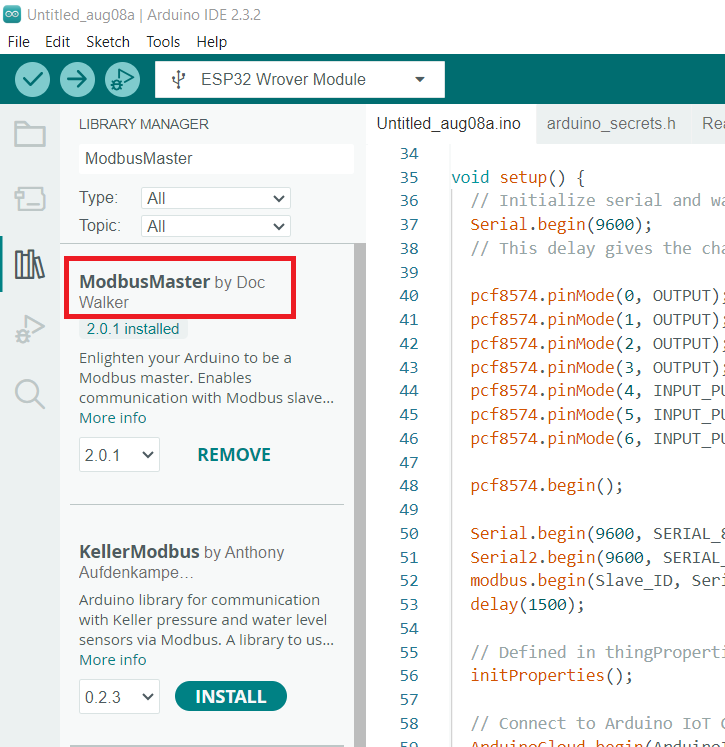 Untitled_aug08a | Arduino IDE 2.3.2
File Edit Sketch Tools Help
ESP32 Wrover Module
LIBRARY MANAGER
ModbusMaster
Type: All
Topic: All
ModbusMaster by Doc
Walker
2.0.1 installed
Enlighten your Arduino to be a
Modbus master. Enables
communication with Modbus slave...
More info
2.0.1 REMOVE
KellerModbus by Anthony
Aufdenkampe...
Arduino library for communication
with Keller pressure and water level
sensors via Modbus. A library to us...
More info
0.2.3 INSTALL
Untitled_aug08a.ino arduino_secrets.h Rea
34
35 void setup() {
36 // Initialize serial and wa
37 Serial.begin(9600);
38 // This delay gives the cha
39
40 pcf8574.pinMode(0, OUTPUT);
41 pcf8574.pinMode(1, OUTPUT);
42 pcf8574.pinMode(2, OUTPUT);
43 pcf8574.pinMode(3, OUTPUT);
44 pcf8574.pinMode(4, INPUT_PU
45 pcf8574.pinMode(5, INPUT_PU
46 pcf8574.pinMode(6, INPUT_PU
47
48 pcf8574.begin();
49
50 Serial.begin(9600, SERIAL_8
51 Serial2.begin(9600, SERIAL_
52 modbus.begin(Slave_ID, Seri
53 delay(1500);
54
55 // Defined in thingProperti
56 initProperties();
57
58 // Connect to Arduino IoT C
59 ArduinoCloud.begin(ArduinoI